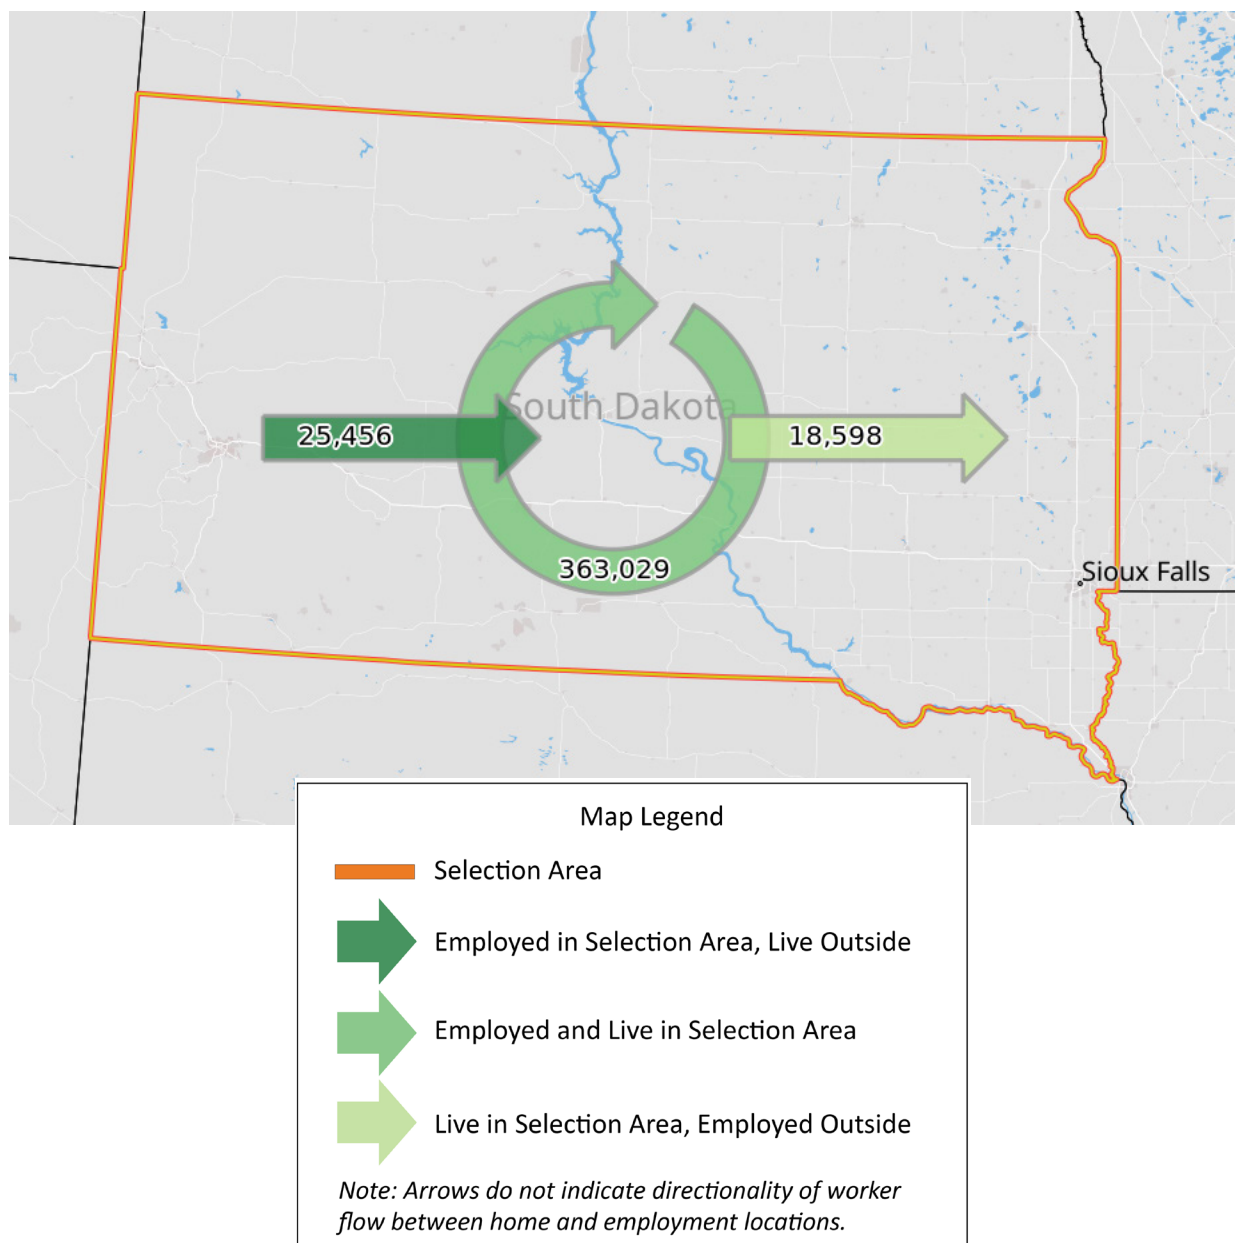 South Dakota
25,456
18,598
363,029
Sioux Falls
Map Legend
Selection Area
Employed in Selection Area, Live Outside
Employed and Live in Selection Area
Live in Selection Area, Employed Outside
Note: Arrows do not indicate directionality of worker
flow between home and employment locations.